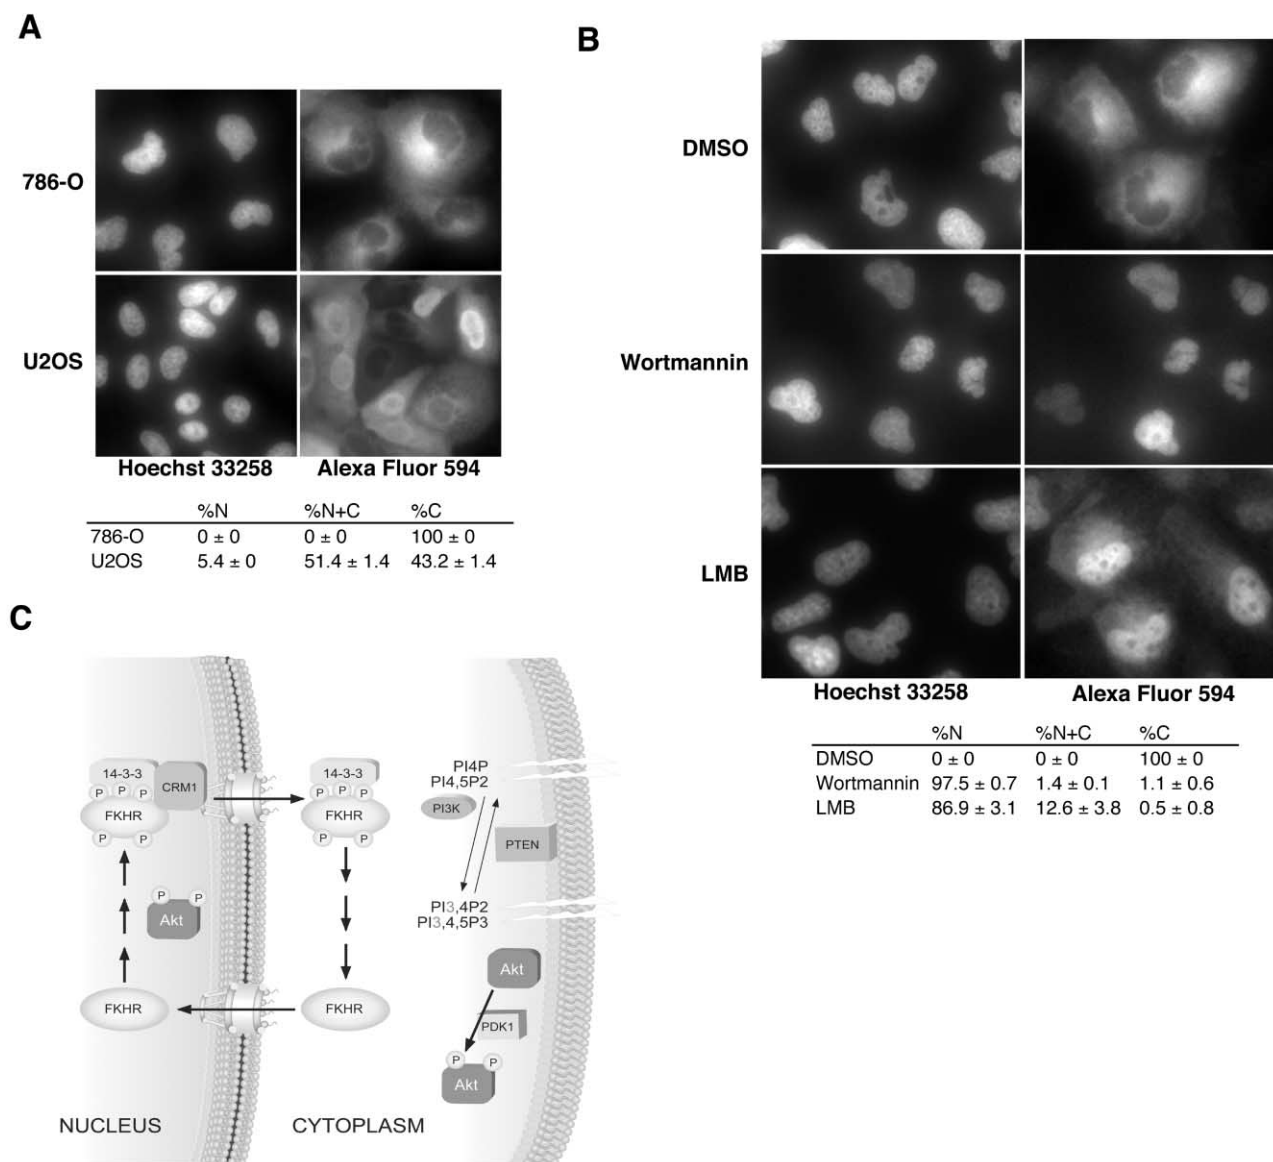 A
786-O
U2OS
Hoechst 33258 Alexa Fluor 594
%N %N+C %C
786-O 0 ± 0 0 ± 0 100 ± 0
U2OS 5.4 ± 0 51.4 ± 1.4 43.2 ± 1.4
B
DMSO
Wortmannin
LMB
Hoechst 33258 Alexa Fluor 594
%N %N+C %C
DMSO 0 ± 0 0 ± 0 100 ± 0
Wortmannin 97.5 ± 0.7 1.4 ± 0.1 1.1 ± 0.6
LMB 86.9 ± 3.1 12.6 ± 3.8 0.5 ± 0.8
C
14-3-3
CRM1
P P P
FKHR
P P
P P
Akt
FKHR
NUCLEUS
14-3-3
P P P
FKHR
P P
FKHR
CYTOPLASM
PI4P
PI4,5P2
PI3K
PTEN
PI3,4P2
PI3,4,5P3
Akt
PDK1
P P
Akt